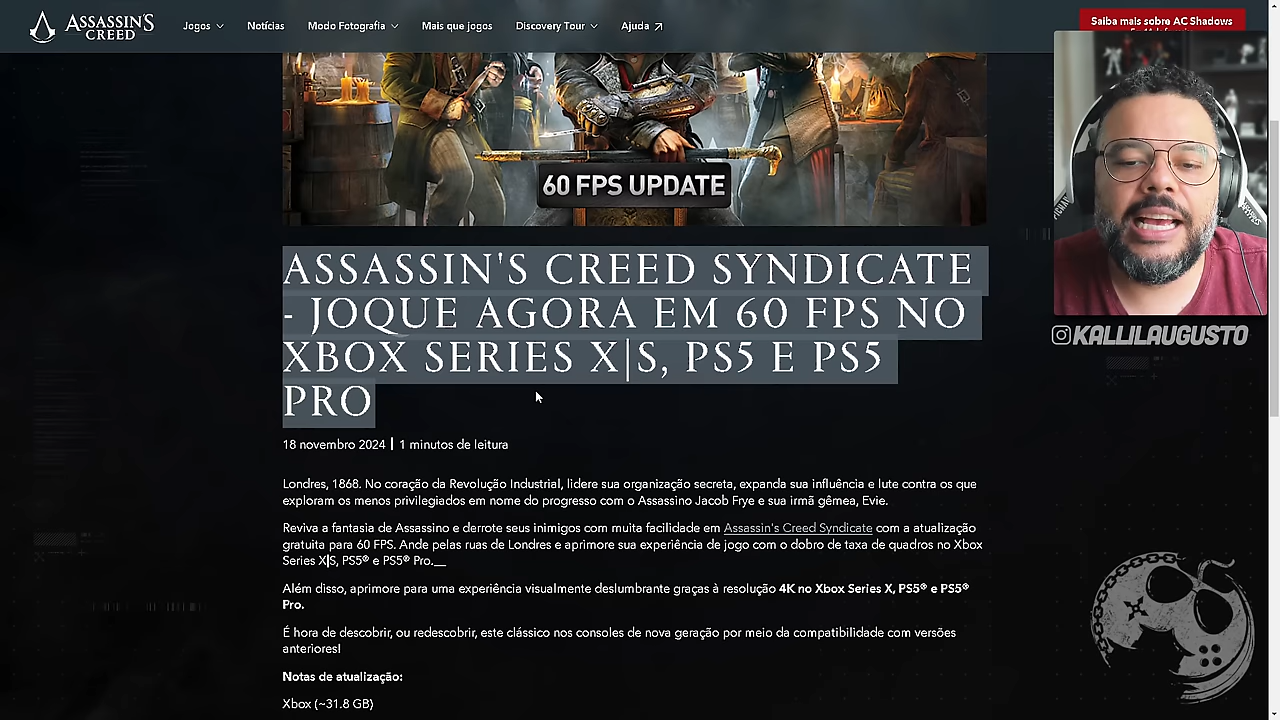 ASSASSIN'S
CREED
Jogos
Notícias
Modo Fotografia
Mais que jogos
Discovery Tour
Ajuda
Saiba mais sobre AC Shadows
60 FPS UPDATE
ASSASSIN'S CREED SYNDICATE
- JOQUE AGORA EM 60 FPS NO
XBOX SERIES X|S, PS5 E PS5
PRO
KALLILAUGUSTO
18 novembro 2024 | 1 minutos de leitura
Londres, 1868. No coração da Revolução Industrial, lidere sua organização secreta, expanda sua influência e lute contra os que
exploram os menos privilegiados em nome do progresso com o Assassino Jacob Frye e sua irmã gêmea, Evie.
Reviva a fantasia de Assassino e derrote seus inimigos com muita facilidade em Assassin's Creed Syndicate com a atualização
gratuita para 60 FPS. Ande pelas ruas de Londres e aprimore sua experiência de jogo com o dobro de taxa de quadros no Xbox
Series X|S, PS5® e PS5® Pro.__
Além disso, aprimore para uma experiência visualmente deslumbrante graças à resolução 4K no Xbox Series X, PS5® e PS5®
Pro.
É hora de descobrir, ou redescobrir, este clássico nos consoles de nova geração por meio da compatibilidade com versões
anteriores!
Notas de atualização:
Xbox (~31.8 GB)